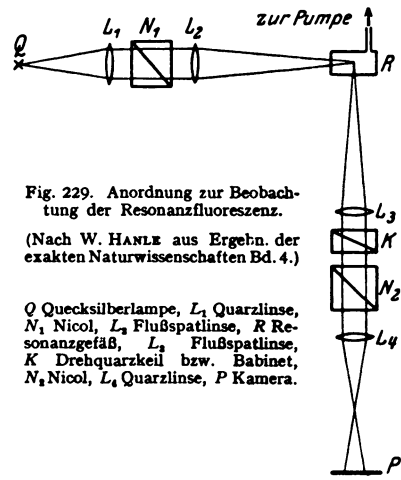 zur Pumpe
Q L₁ N₁ L₂ R
L₃
K
N₂
L₄
P
Fig. 229. Anordnung zur Beobach-
tung der Resonanzfluoreszenz.
(Nach W. HANLE aus Ergebn. der
exakten Naturwissenschaften Bd. 4.)
Q Quecksilberlampe, L₁ Quarzlinse,
N₁ Nicol, L₂ Flußspatlinse, R Re-
sonanzgefäß, L₃ Flußspatlinse,
K Drehquarzkeil bzw. Babinet,
N₂ Nicol, L₄ Quarzlinse, P Kamera.